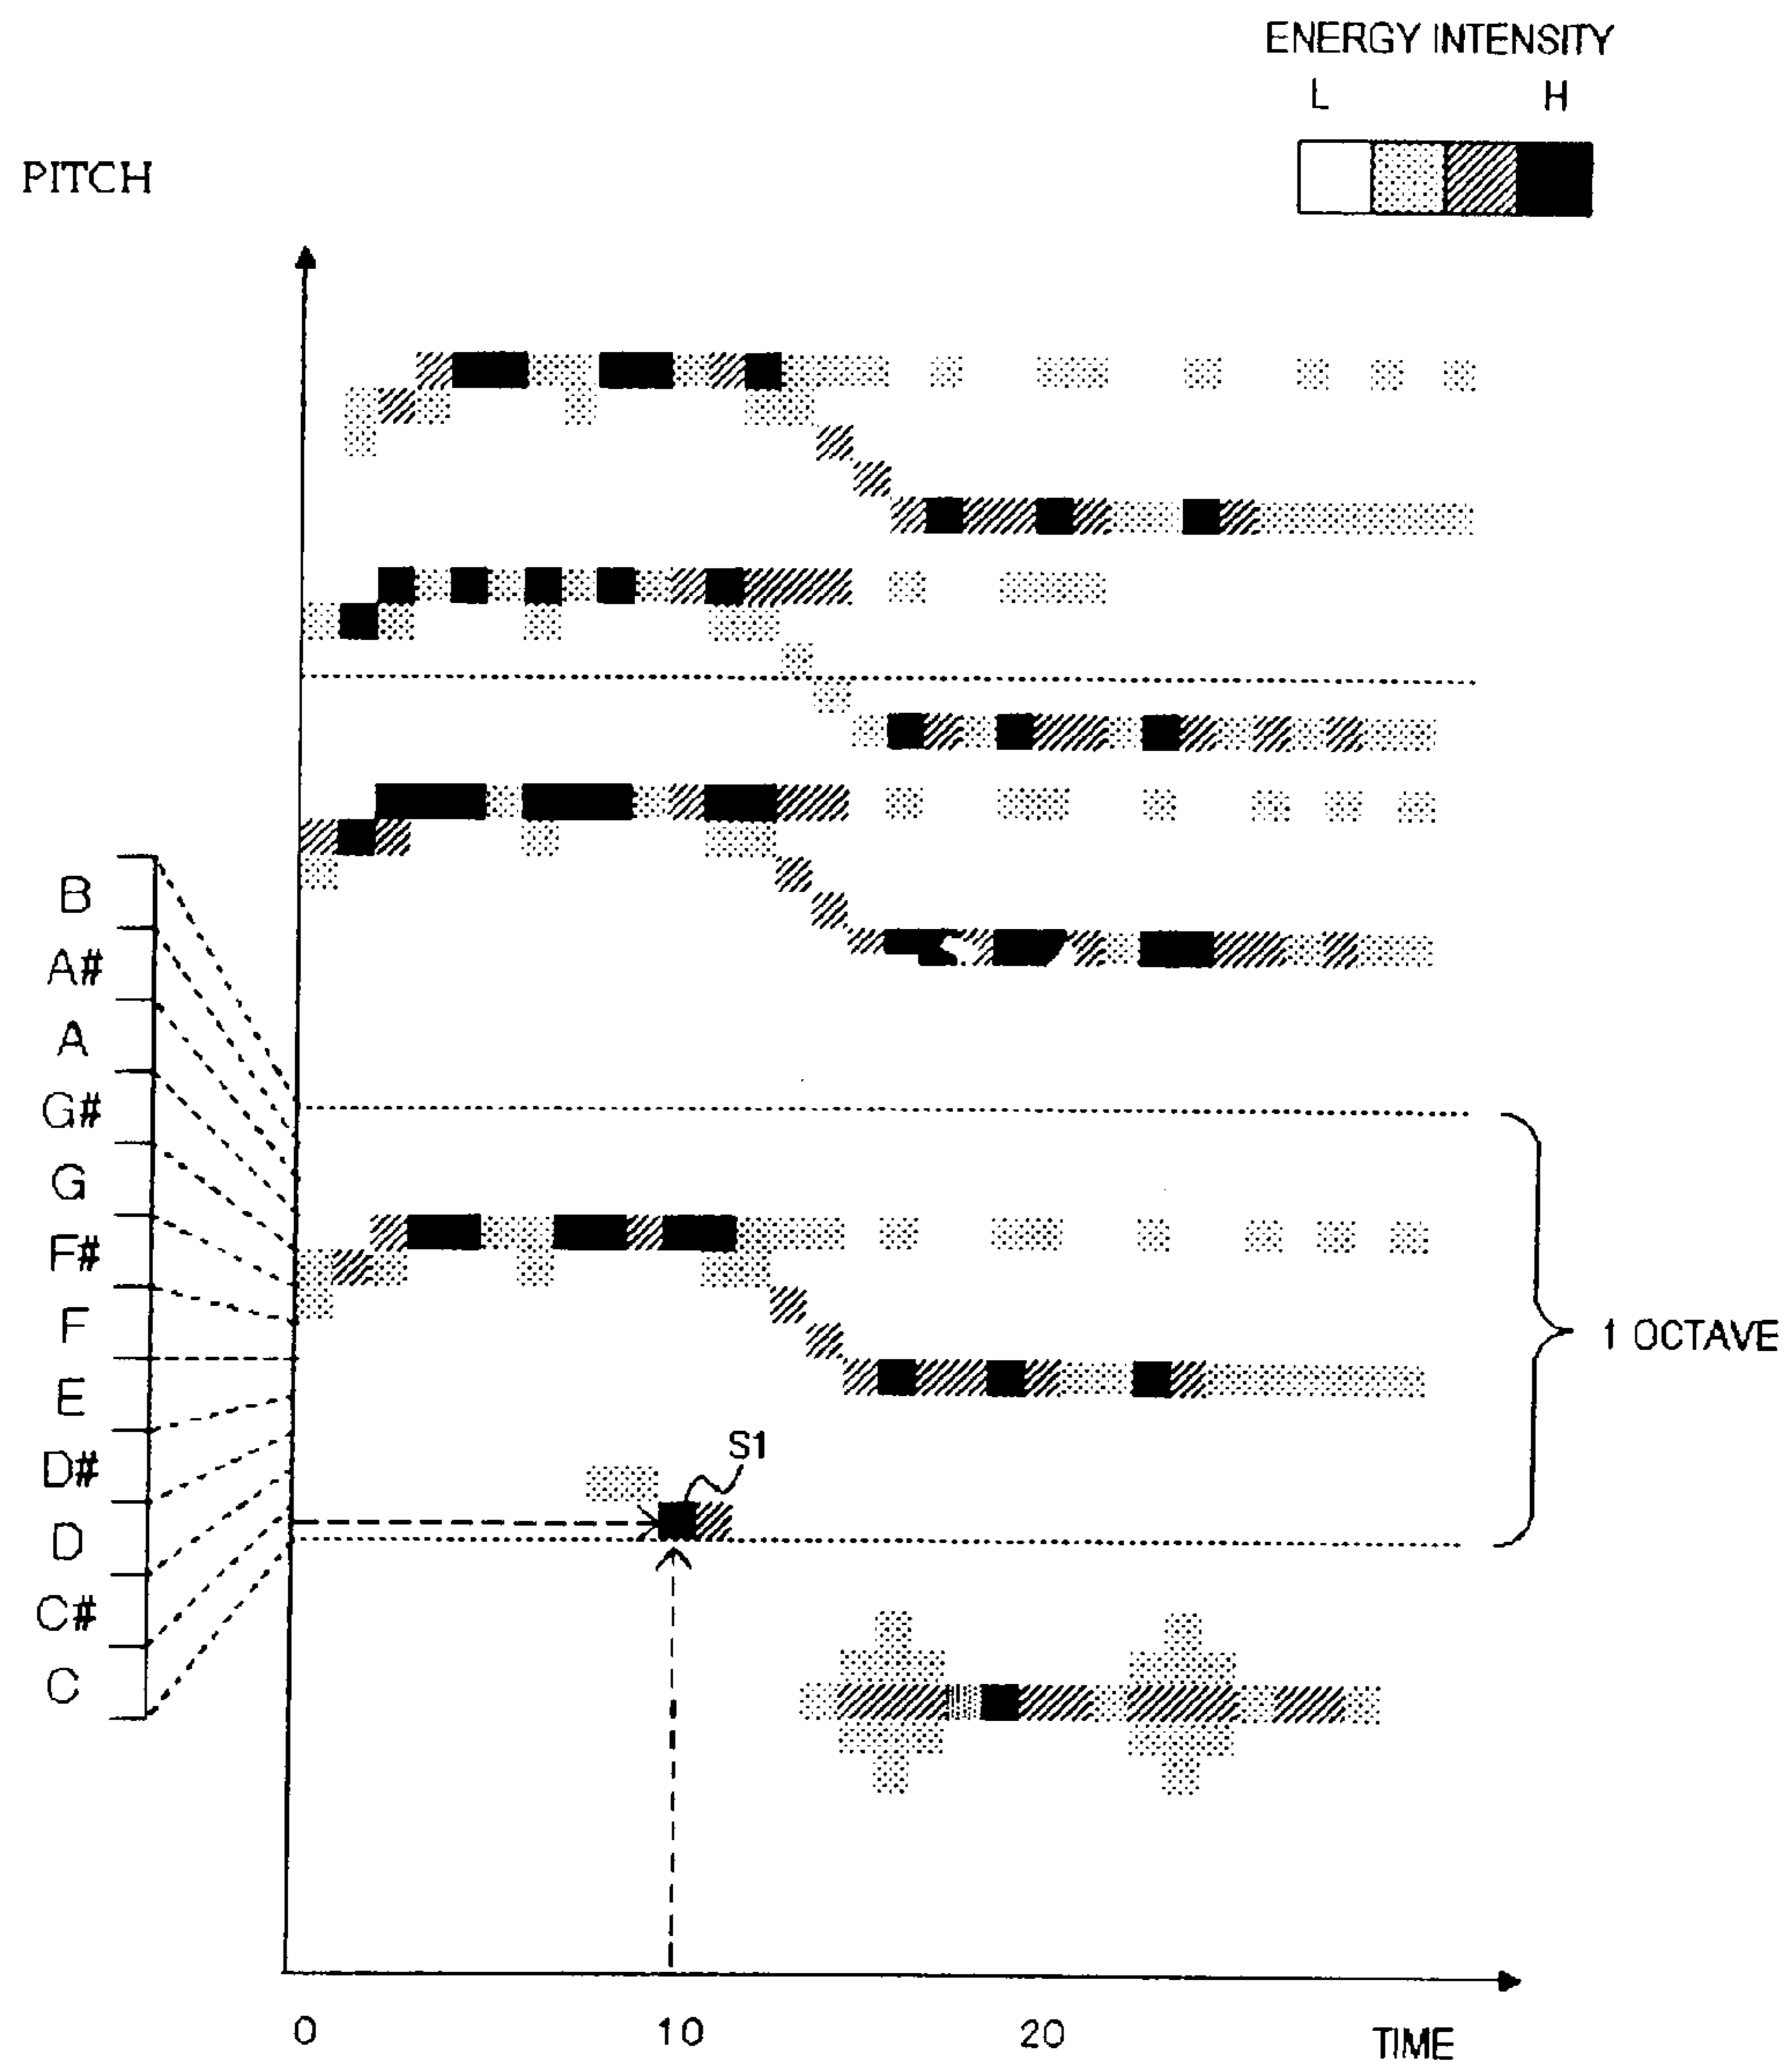 ENERGY INTENSITY
L H
PITCH
B
A#
A
G#
G
F#
F
E
D#
D
C#
C
1 OCTAVE
S1
0 10 20 TIME